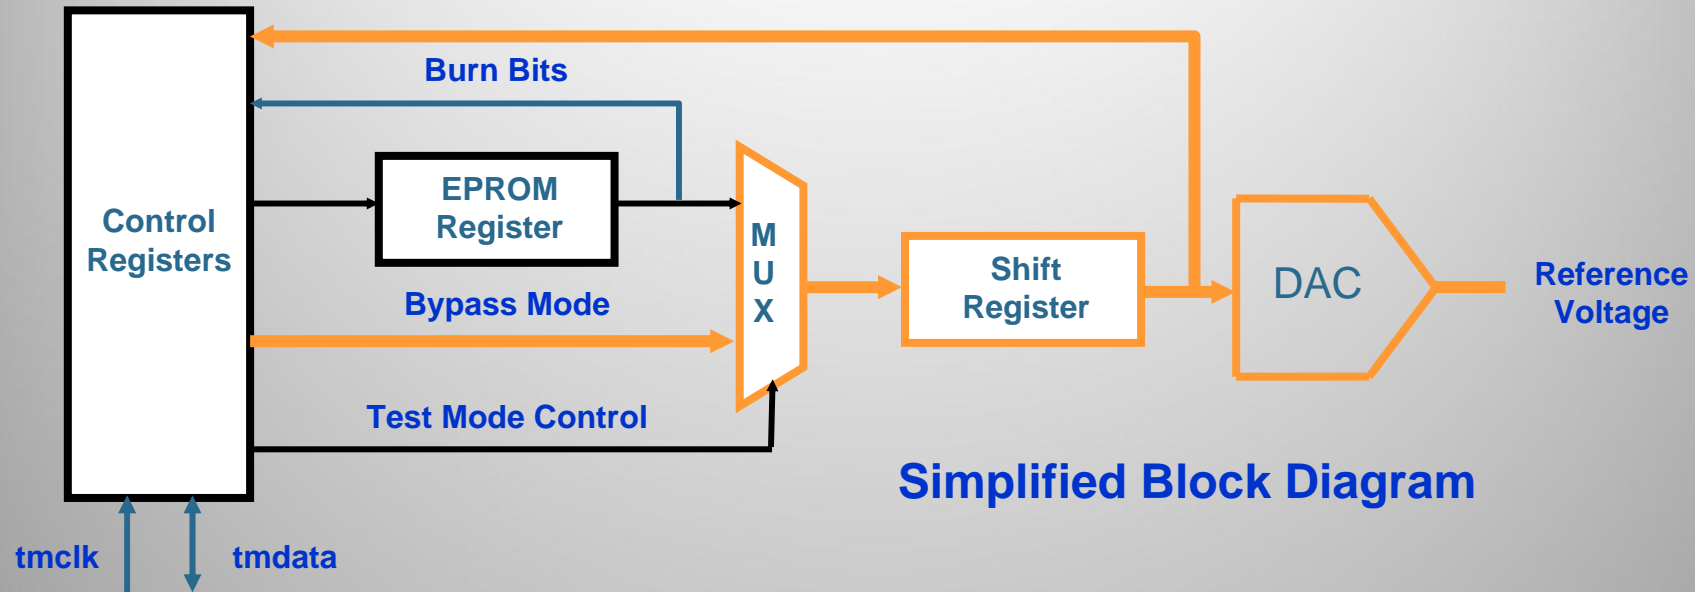 Burn Bits
EPROM
Register
Control
Registers
M
U
X
Bypass Mode
Shift
Register
DAC
Reference
Voltage
Test Mode Control
Simplified Block Diagram
tmclk
tmdata